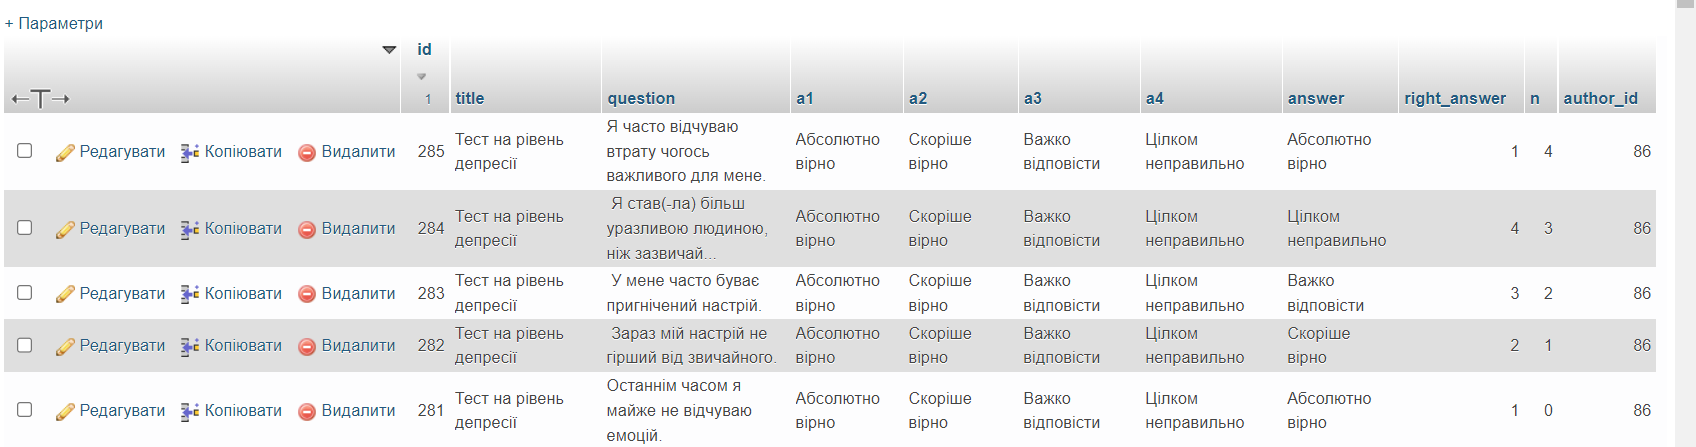 + Параметри
id
1
title
question
a1
a2
a3
a4
answer
right_answer
n
author_id
Редагувати Копіювати Видалити 285
Тест на рівень
депресії
Я часто відчуваю
втрату чогось
важливого для мене.
Абсолютно
вірно
Скоріше
вірно
Важко
відповісти
Цілком
неправильно
Абсолютно
вірно
1
4
86
Редагувати Копіювати Видалити 284
Тест на рівень
депресії
Я став(-ла) більш
уразливою людиною,
ніж зазвичай...
Абсолютно
вірно
Скоріше
вірно
Важко
відповісти
Цілком
неправильно
Цілком
неправильно
4
3
86
Редагувати Копіювати Видалити 283
Тест на рівень
депресії
У мене часто буває
пригнічений настрій.
Абсолютно
вірно
Скоріше
вірно
Важко
відповісти
Цілком
неправильно
Важко
відповісти
3
2
86
Редагувати Копіювати Видалити 282
Тест на рівень
депресії
Зараз мій настрій не
гірший від звичайного.
Абсолютно
вірно
Скоріше
вірно
Важко
відповісти
Цілком
неправильно
Скоріше
вірно
2
1
86
Редагувати Копіювати Видалити 281
Тест на рівень
депресії
Останнім часом я
майже не відчуваю
емоцій.
Абсолютно
вірно
Скоріше
вірно
Важко
відповісти
Цілком
неправильно
Абсолютно
вірно
1
0
86